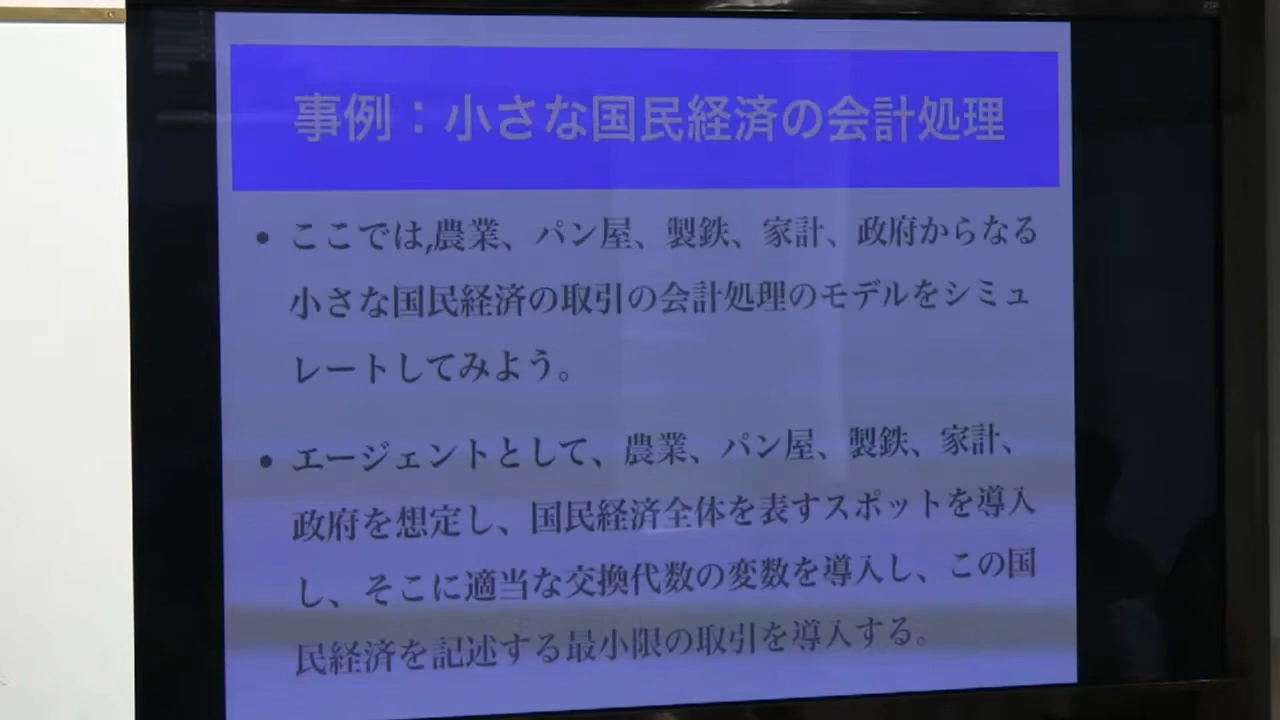 事例：小さな国民経済の会計処理
• ここでは,農業、パン屋、製鉄、家計、政府からなる
小さな国民経済の取引の会計処理のモデルをシミュ
レートしてみよう。
• エージェントとして、農業、パン屋、製鉄、家計、
政府を想定し、国民経済全体を表すスポットを導入
し、そこに適当な交換代数の変数を導入し、この国
民経済を記述する最小限の取引を導入する。